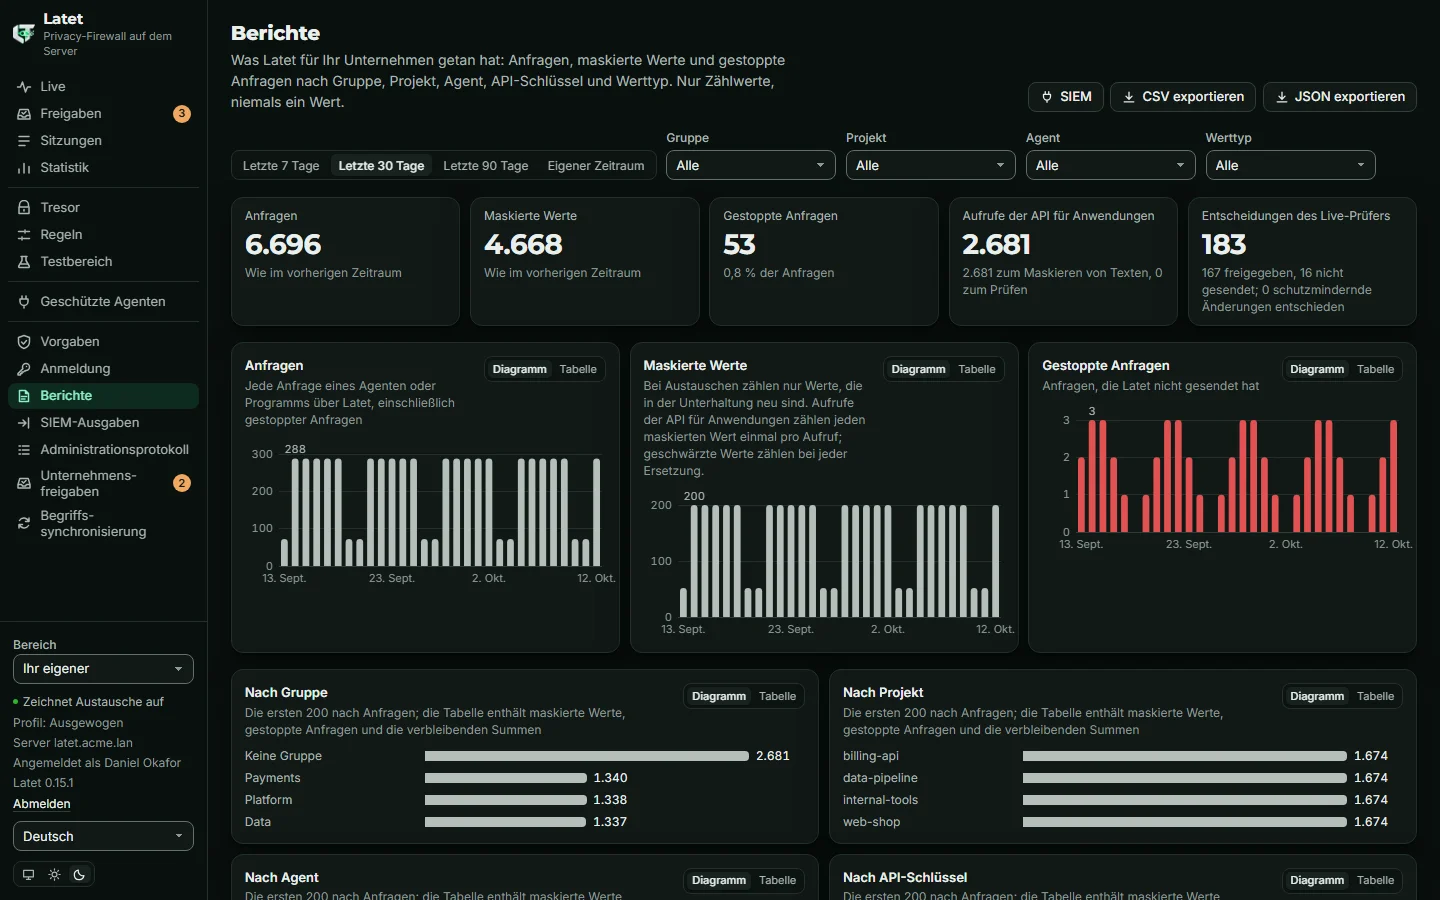 Latet
Privacy-Firewall auf dem
Server
Live
Freigaben
3
Sitzungen
Statistik
Tresor
Regeln
Testbereich
Geschützte Agenten
Vorgaben
Anmeldung
Berichte
SIEM-Ausgaben
Administrationsprotokoll
Unternehmens-
freigaben
2
Begriffs-
synchronisierung
Bereich
Ihr eigener
Zeichnet Austausche auf
Profil: Ausgewogen
Server latet.acme.lan
Angemeldet als Daniel Okafor
Latet 0.15.1
Abmelden
Deutsch
Berichte
Was Latet für Ihr Unternehmen getan hat: Anfragen, maskierte Werte und gestoppte
Anfragen nach Gruppe, Projekt, Agent, API-Schlüssel und Werttyp. Nur Zählwerte,
niemals ein Wert.
SIEM
CSV exportieren
JSON exportieren
Letzte 7 Tage
Letzte 30 Tage
Letzte 90 Tage
Eigener Zeitraum
Gruppe
Alle
Projekt
Alle
Agent
Alle
Werttyp
Alle
Anfragen
6.696
Wie im vorherigen Zeitraum
Maskierte Werte
4.668
Wie im vorherigen Zeitraum
Gestoppte Anfragen
53
0,8 % der Anfragen
Aufrufe der API für Anwendungen
2.681
2.681 zum Maskieren von Texten, 0
zum Prüfen
Entscheidungen des Live-Prüfers
183
167 freigegeben, 16 nicht
gesendet; 0 schutzmindernde
Änderungen entschieden
Anfragen
Diagramm
Tabelle
Jede Anfrage eines Agenten oder
Programms über Latet, einschließlich
gestoppter Anfragen
288
300
200
100
0
13. Sept.
23. Sept.
2. Okt.
12. Okt.
Maskierte Werte
Diagramm
Tabelle
Bei Austauschen zählen nur Werte, die
in der Unterhaltung neu sind. Aufrufe
der API für Anwendungen zählen jeden
maskierten Wert einmal pro Aufruf;
geschwärzte Werte zählen bei jeder
Ersetzung.
200
200
100
0
13. Sept.
23. Sept.
2. Okt.
12. Okt.
Gestoppte Anfragen
Diagramm
Tabelle
Anfragen, die Latet nicht gesendet hat
3
3
2
1
0
13. Sept.
23. Sept.
2. Okt.
12. Okt.
Nach Gruppe
Diagramm
Tabelle
Die ersten 200 nach Anfragen; die Tabelle enthält maskierte Werte,
gestoppte Anfragen und die verbleibenden Summen
Keine Gruppe
2.681
Payments
1.340
Platform
1.338
Data
1.337
Nach Projekt
Diagramm
Tabelle
Die ersten 200 nach Anfragen; die Tabelle enthält maskierte Werte,
gestoppte Anfragen und die verbleibenden Summen
billing-api
1.674
data-pipeline
1.674
internal-tools
1.674
web-shop
1.674
Nach Agent
Diagramm
Tabelle
Die ersten 200 nach Anfragen; die Tabelle enthält maskierte Werte,
Nach API-Schlüssel
Diagramm
Tabelle
Die ersten 200 nach Anfragen; die Tabelle enthält maskierte Werte,